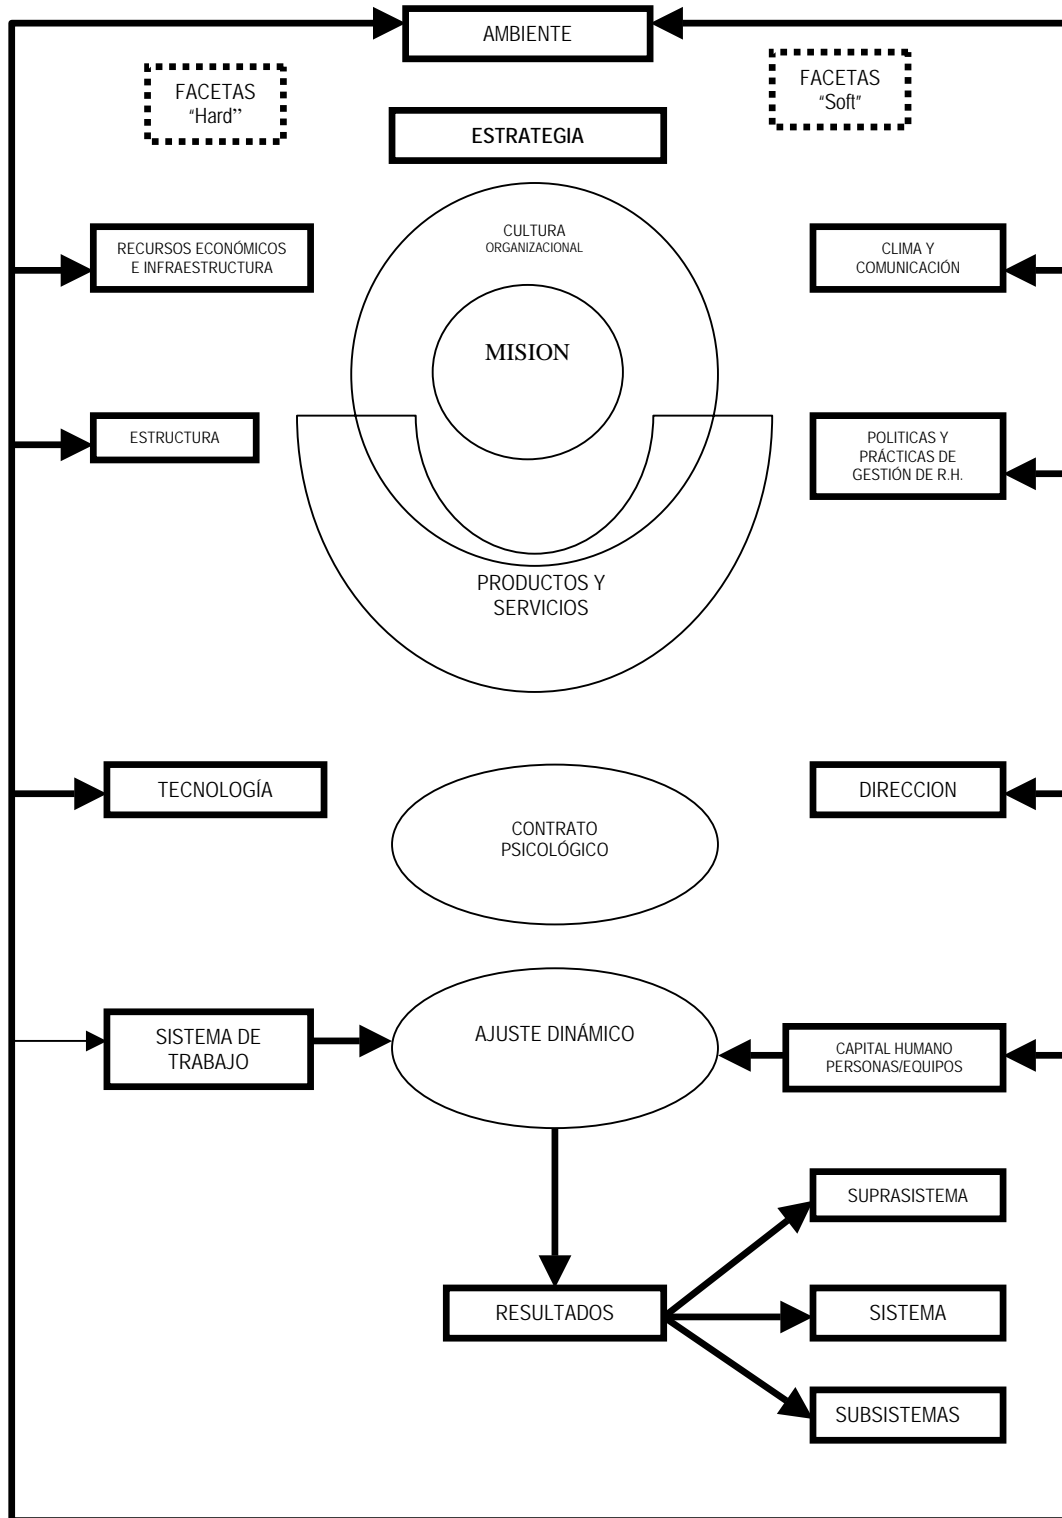 AMBIENTE
FACETAS
“Hard”
FACETAS
“Soft”
ESTRATEGIA
CULTURA
ORGANIZACIONAL
RECURSOS ECONÓMICOS
E INFRAESTRUCTURA
CLIMA Y
COMUNICACIÓN
MISION
ESTRUCTURA
POLITICAS Y
PRÁCTICAS DE
GESTIÓN DE R.H.
PRODUCTOS Y
SERVICIOS
TECNOLOGÍA
DIRECCION
CONTRATO
PSICOLÓGICO
SISTEMA DE
TRABAJO
AJUSTE DINÁMICO
CAPITAL HUMANO
PERSONAS/EQUIPOS
SUPRASISTEMA
RESULTADOS
SISTEMA
SUBSISTEMAS